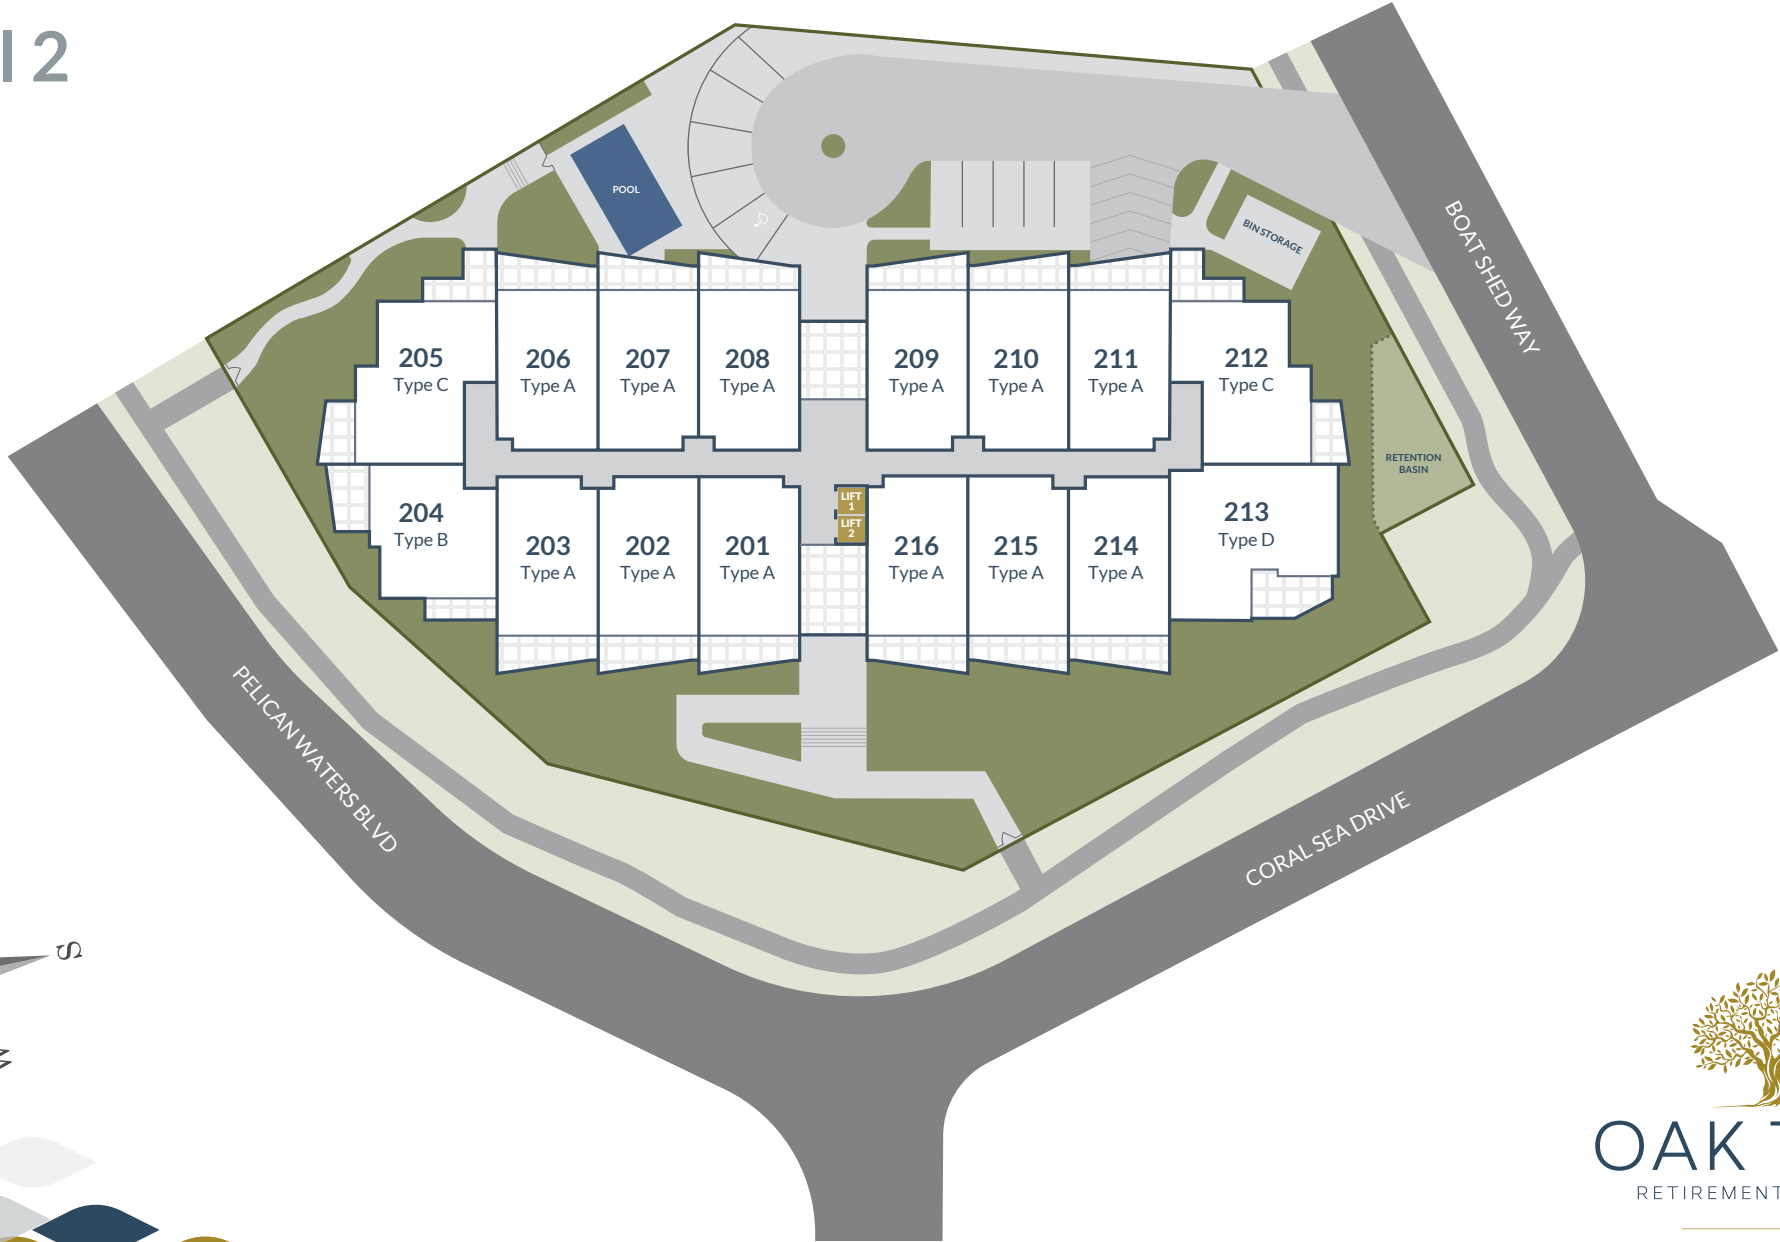 l 2
POOL
BIN STORAGE
BOAT SHED WAY
205
Type C
206
Type A
207
Type A
208
Type A
209
Type A
210
Type A
211
Type A
212
Type C
RETENTION
BASIN
204
Type B
203
Type A
202
Type A
201
Type A
LIFT
1
LIFT
2
216
Type A
215
Type A
214
Type A
213
Type D
PELICAN WATERS BLVD
CORAL SEA DRIVE
S
W
OAK T
RETIREMENT